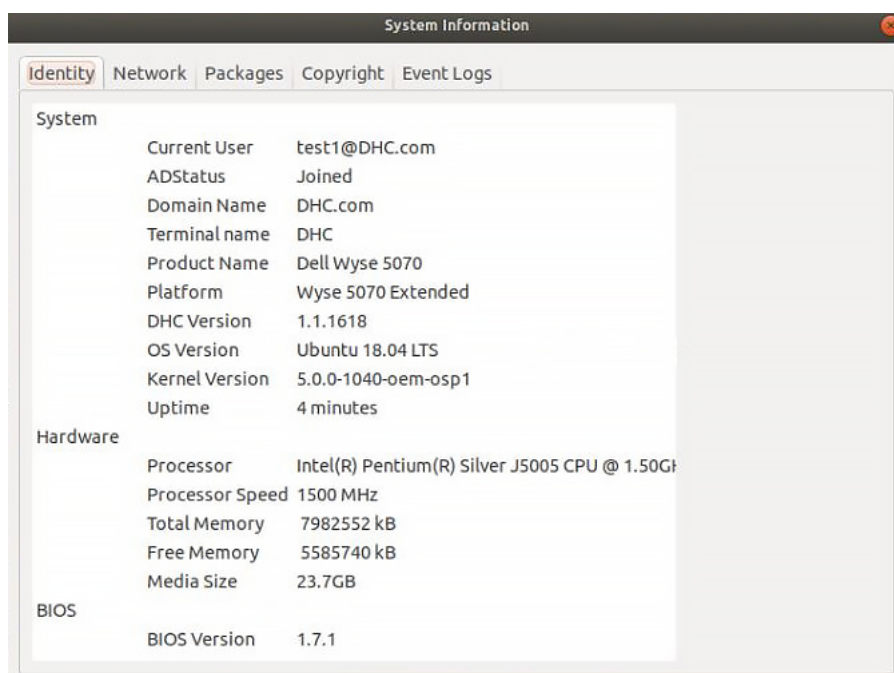 System Information
Identity Network Packages Copyright Event Logs
System
Current User test1@DHC.com
ADStatus Joined
Domain Name DHC.com
Terminal name DHC
Product Name Dell Wyse 5070
Platform Wyse 5070 Extended
DHC Version 1.1.1618
OS Version Ubuntu 18.04 LTS
Kernel Version 5.0.0-1040-oem-osp1
Uptime 4 minutes
Hardware
Processor Intel(R) Pentium(R) Silver J5005 CPU @ 1.50G
Processor Speed 1500 MHz
Total Memory 7982552 kB
Free Memory 5585740 kB
Media Size 23.7GB
BIOS
BIOS Version 1.7.1